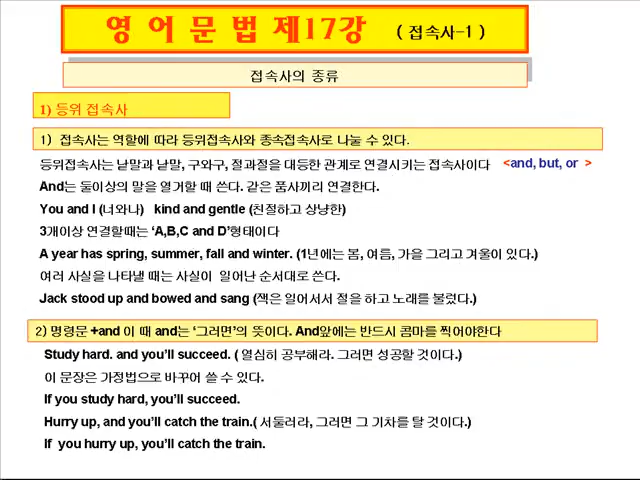 영 어 문 법 제17강 ( 접속사-1 )
접속사의 종류
1) 등위 접속사
1) 접속사는 역할에 따라 등위접속사와 종속접속사로 나눌 수 있다.
등위접속사는 낱말과 낱말, 구와구, 절과절을 대등한 관계로 연결시키는 접속사이다 <and, but, or >
And는 둘이상의 말을 열거할 때 쓴다. 같은 품사끼리 연결한다.
You and I (너와나) kind and gentle (친절하고 상냥한)
3개이상 연결할때는 ‘A,B,C and D’형태이다
A year has spring, summer, fall and winter. (1년에는 봄, 여름, 가을 그리고 겨울이 있다.)
여러 사실을 나타낼 때는 사실이 일어난 순서대로 쓴다.
Jack stood up and bowed and sang (잭은 일어서서 절을 하고 노래를 불렀다.)
2) 명령문 +and 이 때 and는 ‘그러면’의 뜻이다. And앞에는 반드시 콤마를 찍어야한다
Study hard. and you’ll succeed. ( 열심히 공부해라. 그러면 성공할 것이다.)
이 문장은 가정법으로 바꾸어 쓸 수 있다.
If you study hard, you’ll succeed.
Hurry up, and you’ll catch the train.( 서둘러라, 그러면 그 기차를 탈 것이다.)
If you hurry up, you’ll catch the train.